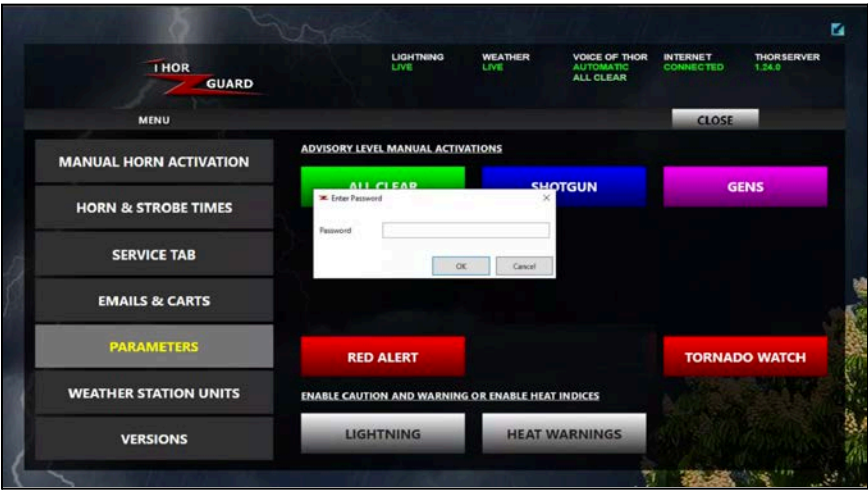 THOR
GUARD
LIGHTNING
LIVE
WEATHER
LIVE
VOICE OF THOR
AUTOMATIC
ALL CLEAR
INTERNET
CONNECTED
THORSERVER
1.24.0
MENU
CLOSE
MANUAL HORN ACTIVATION
HORN & STROBE TIMES
SERVICE TAB
EMAILS & CARTS
PARAMETERS
WEATHER STATION UNITS
VERSIONS
ADVISORY LEVEL MANUAL ACTIVATIONS
ALL CLEAR
SHOTGUN
GENS
Enter Password
Password
OK
Cancel
RED ALERT
TORNADO WATCH
ENABLE CAUTION AND WARNING OR ENABLE HEAT INDICES
LIGHTNING
HEAT WARNINGS